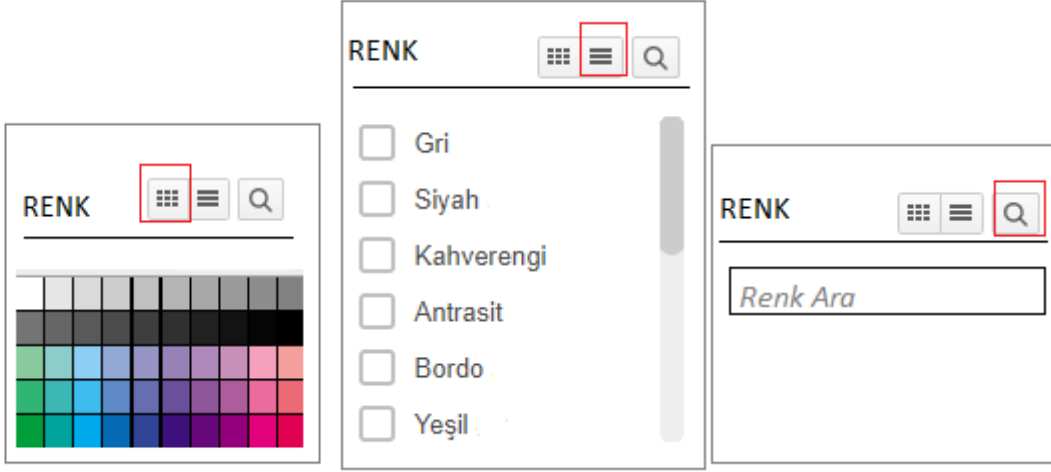 RENK
RENK
Gri
Siyah
Kahverengi
Antrasit
Bordo
Yeşil
RENK
Renk Ara